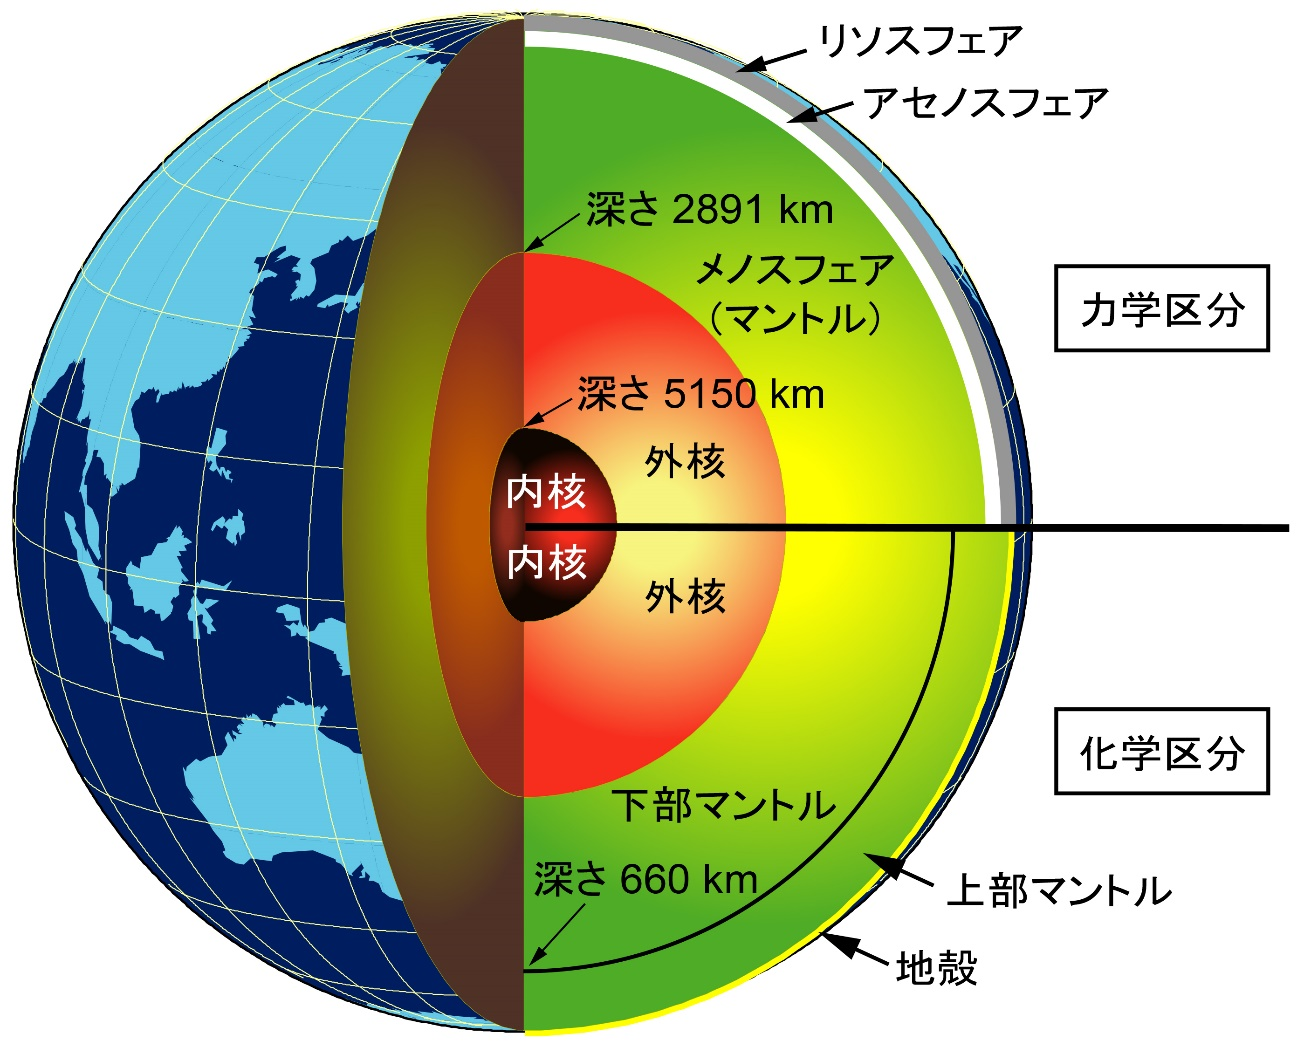 リソスフェア
アセノスフェア
深さ 2891 km
メノスフェア
（マントル）
力学区分
深さ 5150 km
外核
内核
内核
外核
化学区分
下部マントル
深さ 660 km
上部マントル
地殻